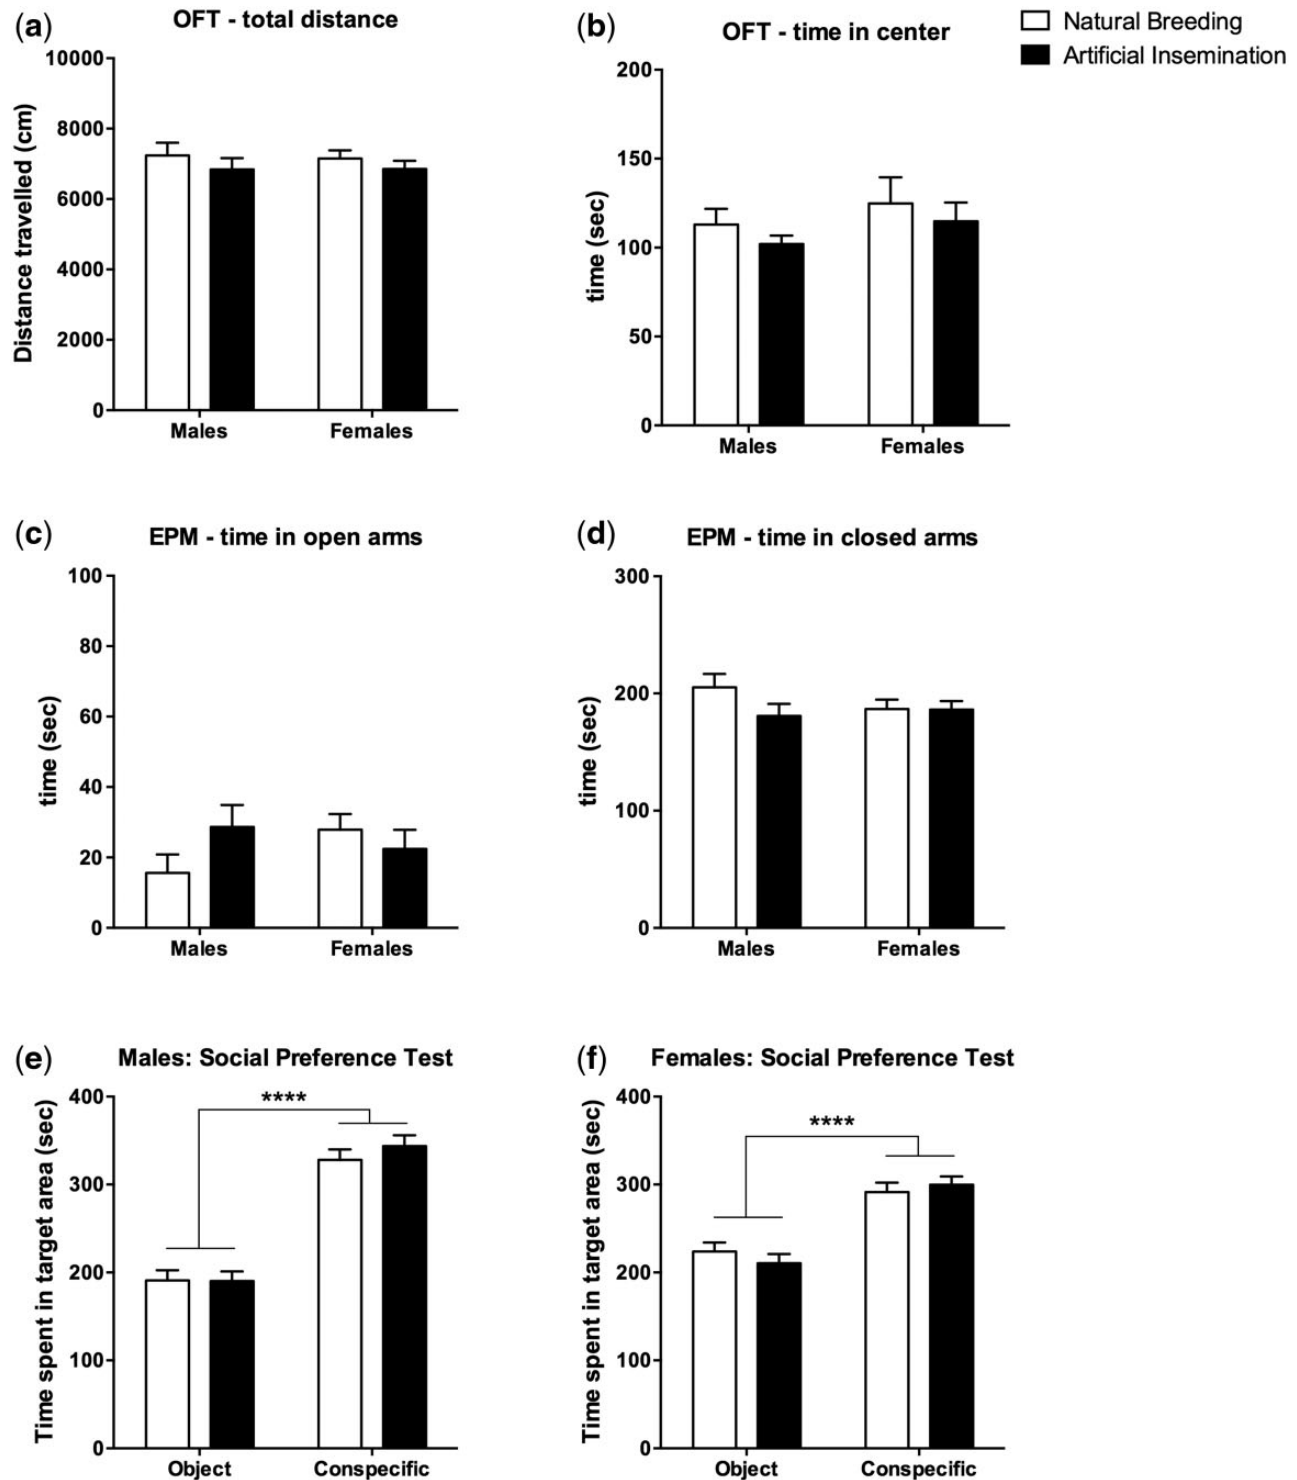 (a)
OFT - total distance
Distance travelled (cm)
10000
8000
6000
4000
2000
0
Males Females
(b)
OFT - time in center
Natural Breeding
Artificial Insemination
time (sec)
200
150
100
50
0
Males Females
(c)
EPM - time in open arms
time (sec)
100
80
60
40
20
0
Males Females
(d)
EPM - time in closed arms
time (sec)
300
200
100
0
Males Females
(e)
Males: Social Preference Test
Time spent in target area (sec)
400
300
200
100
0
****
Object Conspecific
(f)
Females: Social Preference Test
Time spent in target area (sec)
400
300
200
100
0
****
Object Conspecific